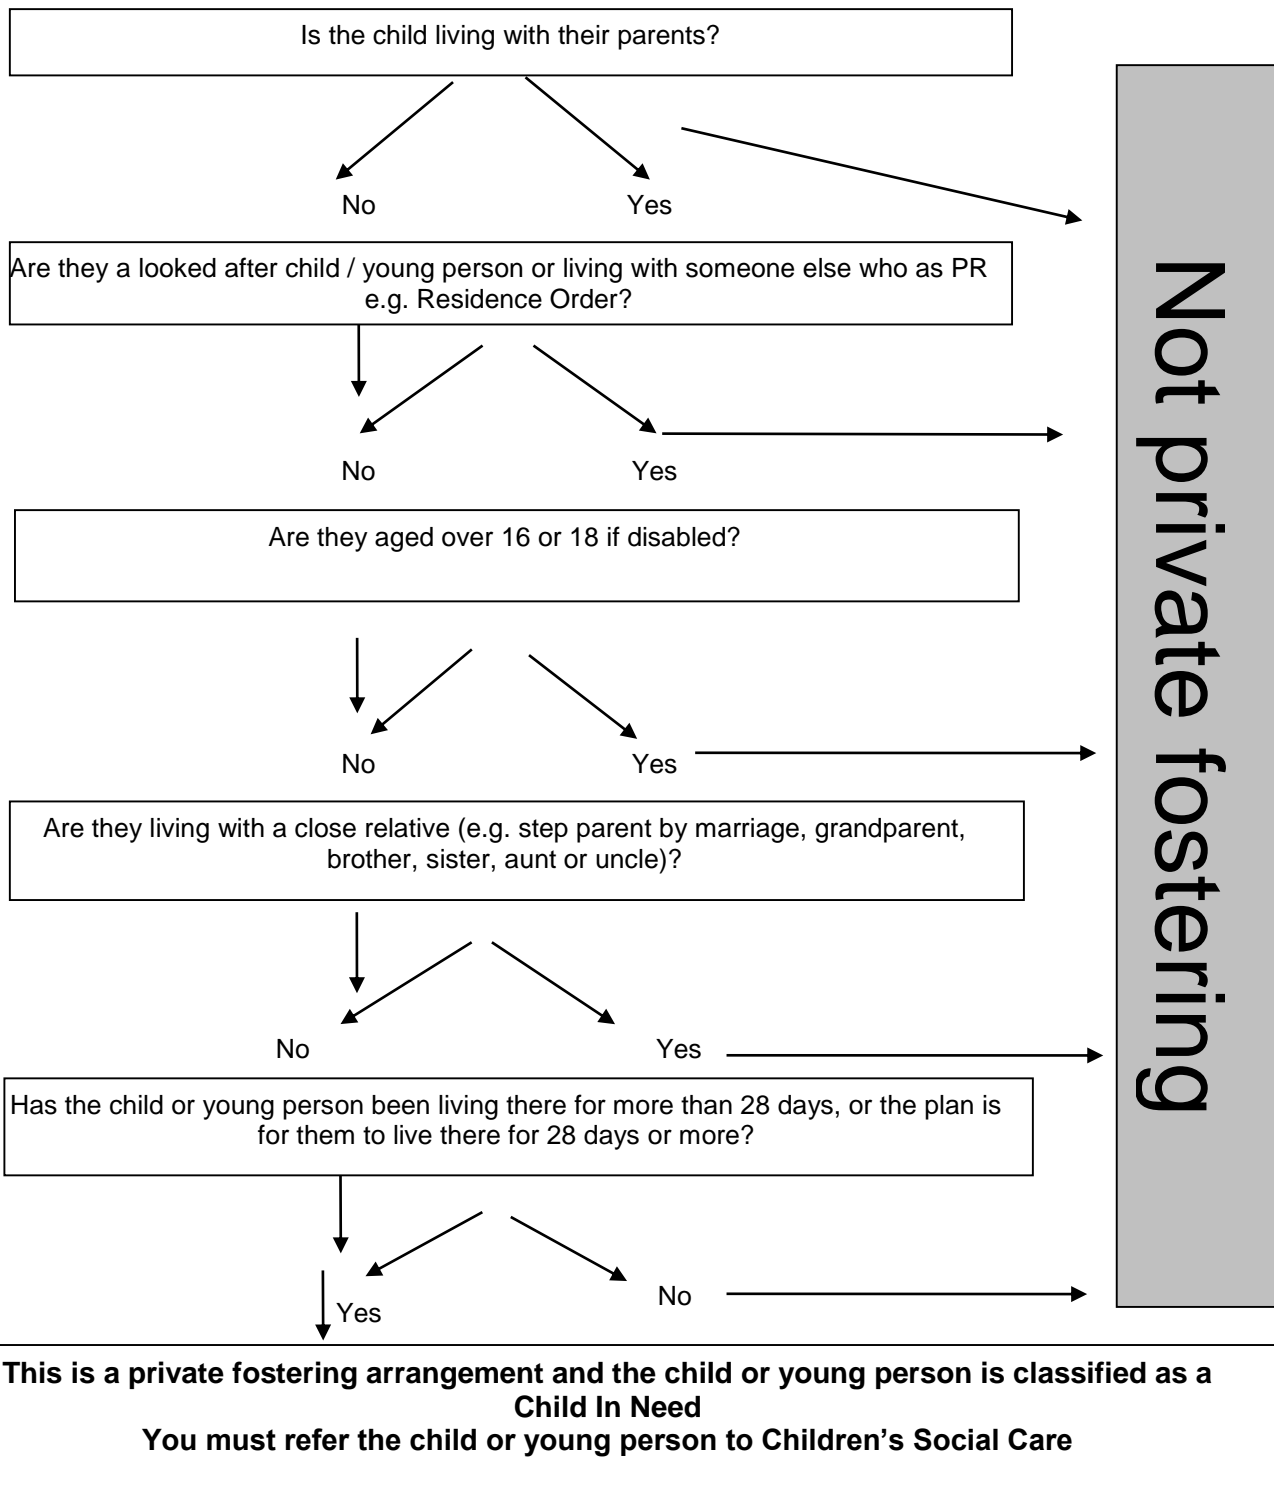 Is the child living with their parents?
No
Yes
Are they a looked after child / young person or living with someone else who as PR
e.g. Residence Order?
No
Yes
Are they aged over 16 or 18 if disabled?
No
Yes
Are they living with a close relative (e.g. step parent by marriage, grandparent,
brother, sister, aunt or uncle)?
No
Yes
Has the child or young person been living there for more than 28 days, or the plan is
for them to live there for 28 days or more?
Yes
No
Not private fostering
This is a private fostering arrangement and the child or young person is classified as a
Child In Need
You must refer the child or young person to Children’s Social Care